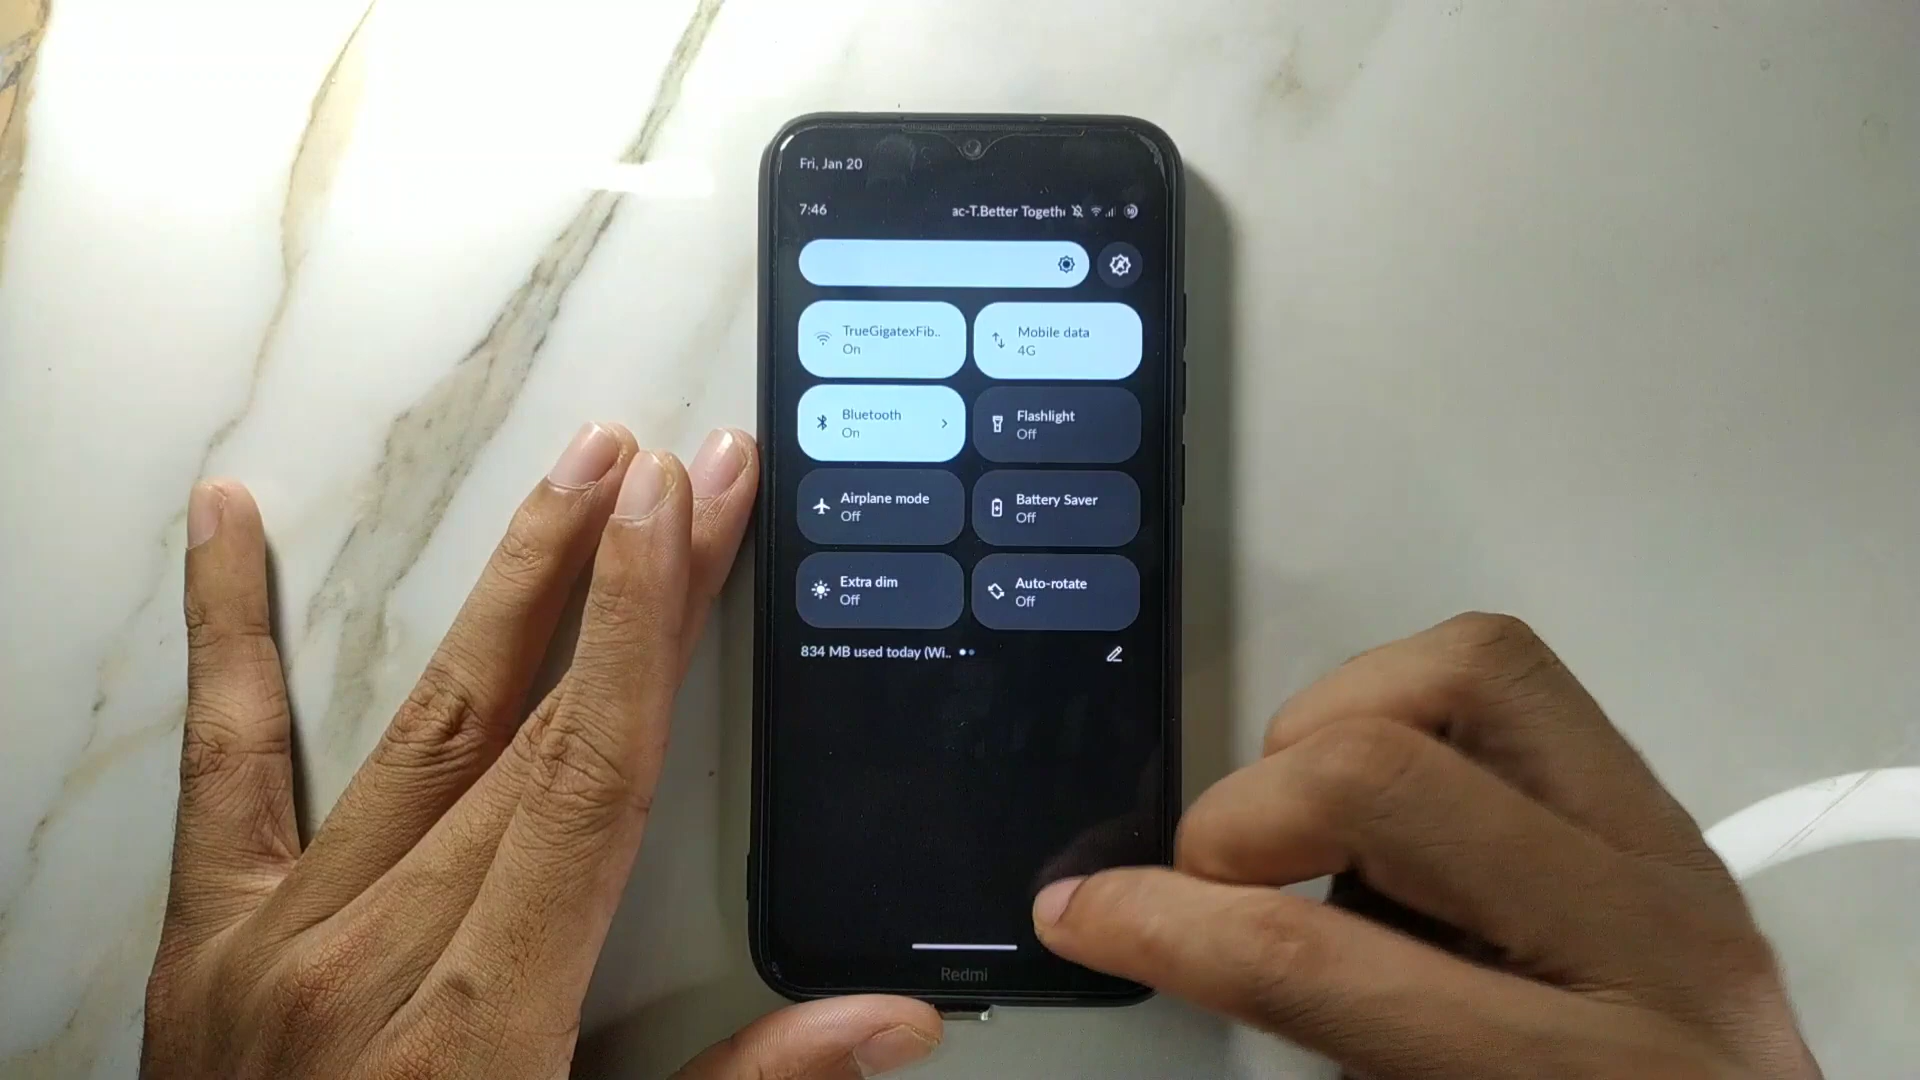 Fri, Jan 20
7:46 ac-T.Better Togeth
TrueGigatexFib..
On
Mobile data
4G
Bluetooth
On
Flashlight
Off
Airplane mode
Off
Battery Saver
Off
Extra dim
Off
Auto-rotate
Off
834 MB used today (Wi..
Redmi